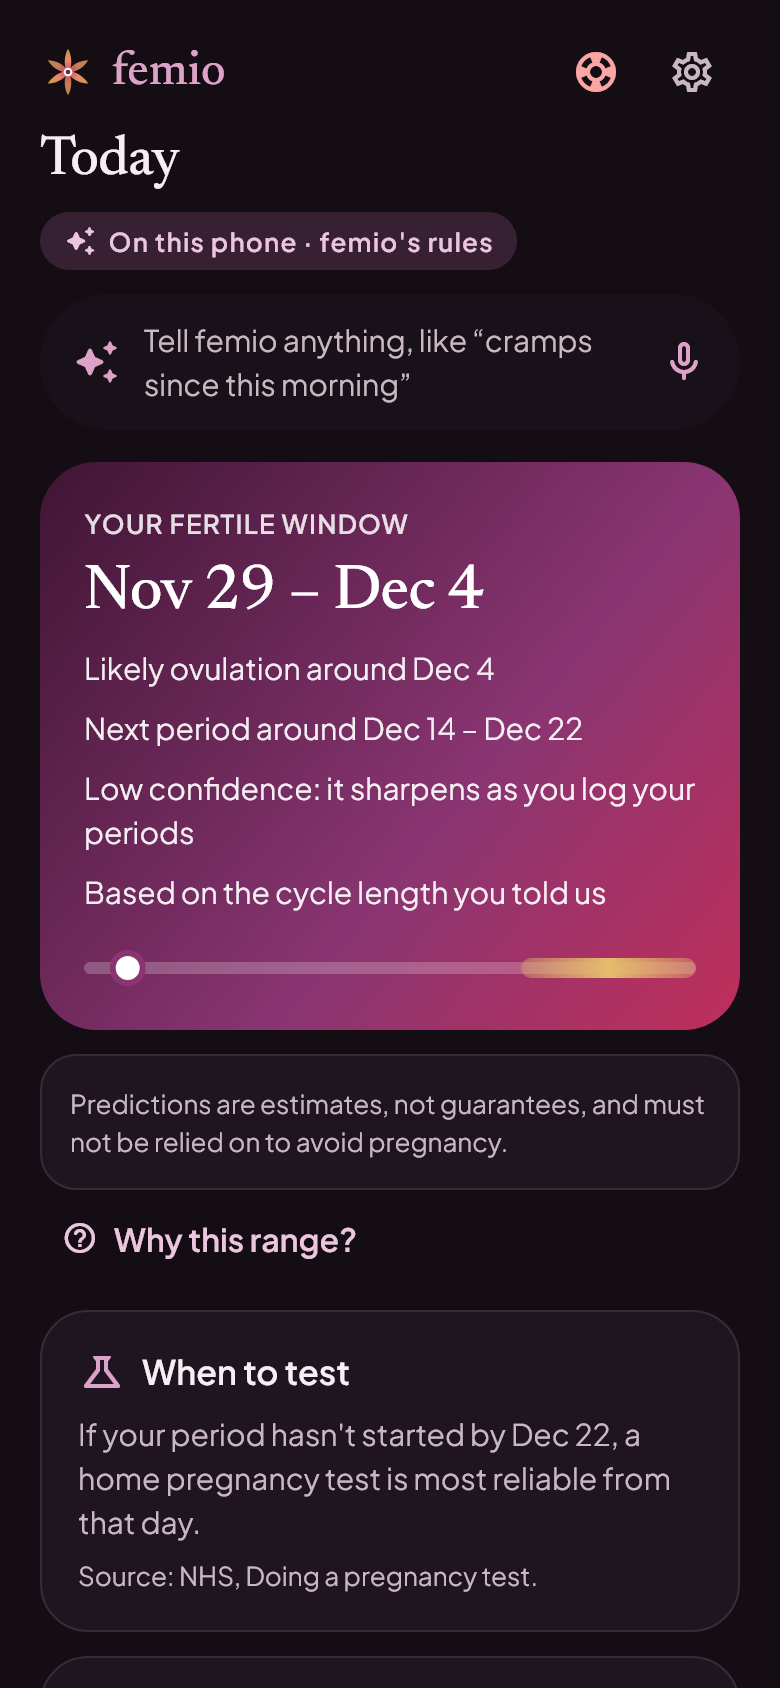 femio
Today
On this phone · femio's rules
Tell femio anything, like “cramps
since this morning”
YOUR FERTILE WINDOW
Nov 29 – Dec 4
Likely ovulation around Dec 4
Next period around Dec 14 – Dec 22
Low confidence: it sharpens as you log your
periods
Based on the cycle length you told us
Predictions are estimates, not guarantees, and must
not be relied on to avoid pregnancy.
Why this range?
When to test
If your period hasn't started by Dec 22, a
home pregnancy test is most reliable from
that day.
Source: NHS, Doing a pregnancy test.